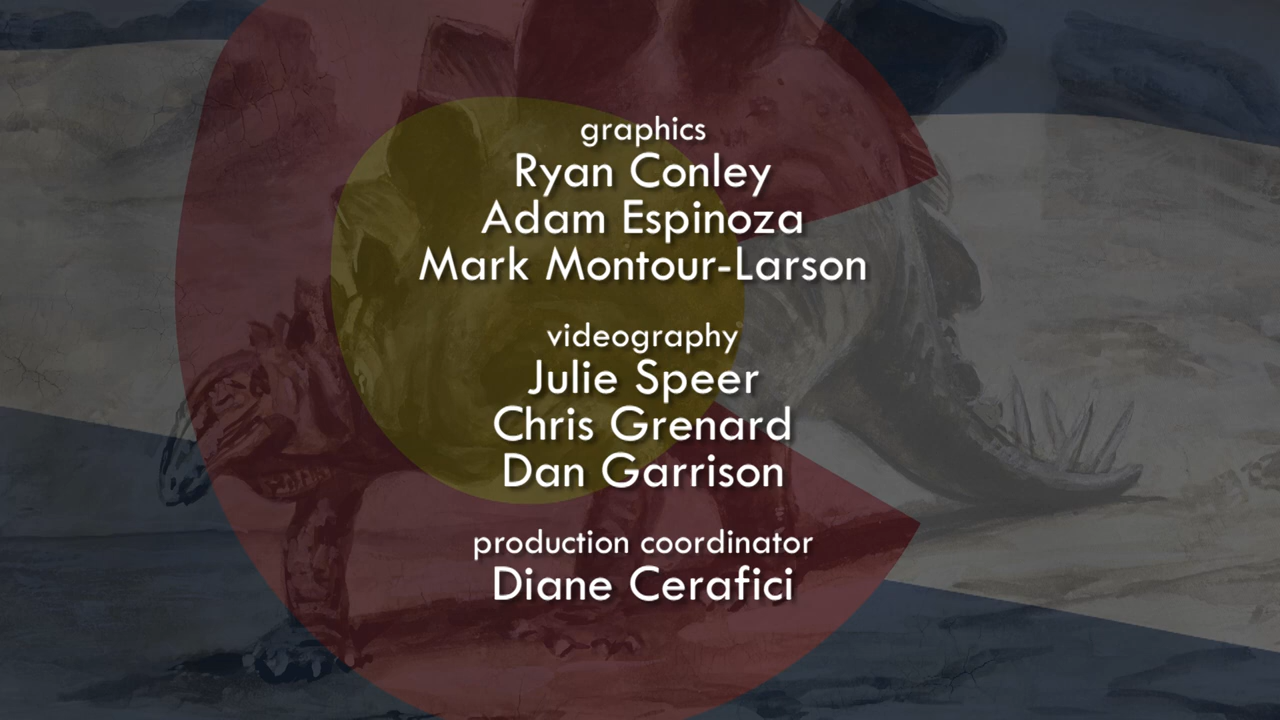 graphics
Ryan Conley
Adam Espinoza
Mark Montour-Larson
videography
Julie Speer
Chris Grenard
Dan Garrison
production coordinator
Diane Cerafici